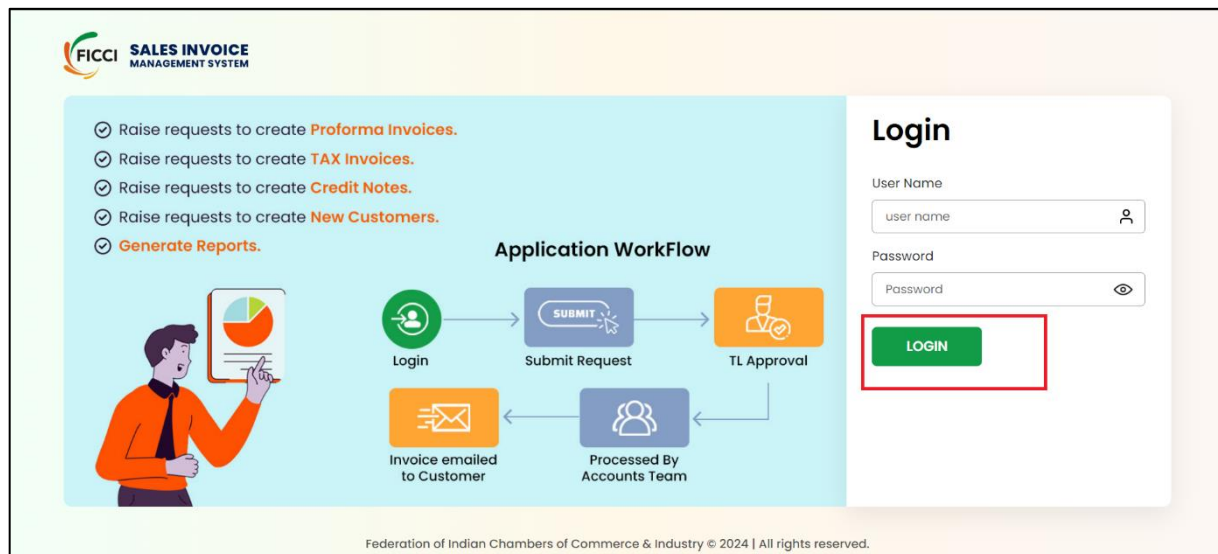 FICCI
SALES INVOICE
MANAGEMENT SYSTEM
Raise requests to create Proforma Invoices.
Raise requests to create TAX Invoices.
Raise requests to create Credit Notes.
Raise requests to create New Customers.
Generate Reports.
Application WorkFlow
Login
SUBMIT
Submit Request
TL Approval
Invoice emailed
to Customer
Processed By
Accounts Team
Login
User Name
user name
Password
Password
LOGIN
Federation of Indian Chambers of Commerce & Industry © 2024 | All rights reserved.